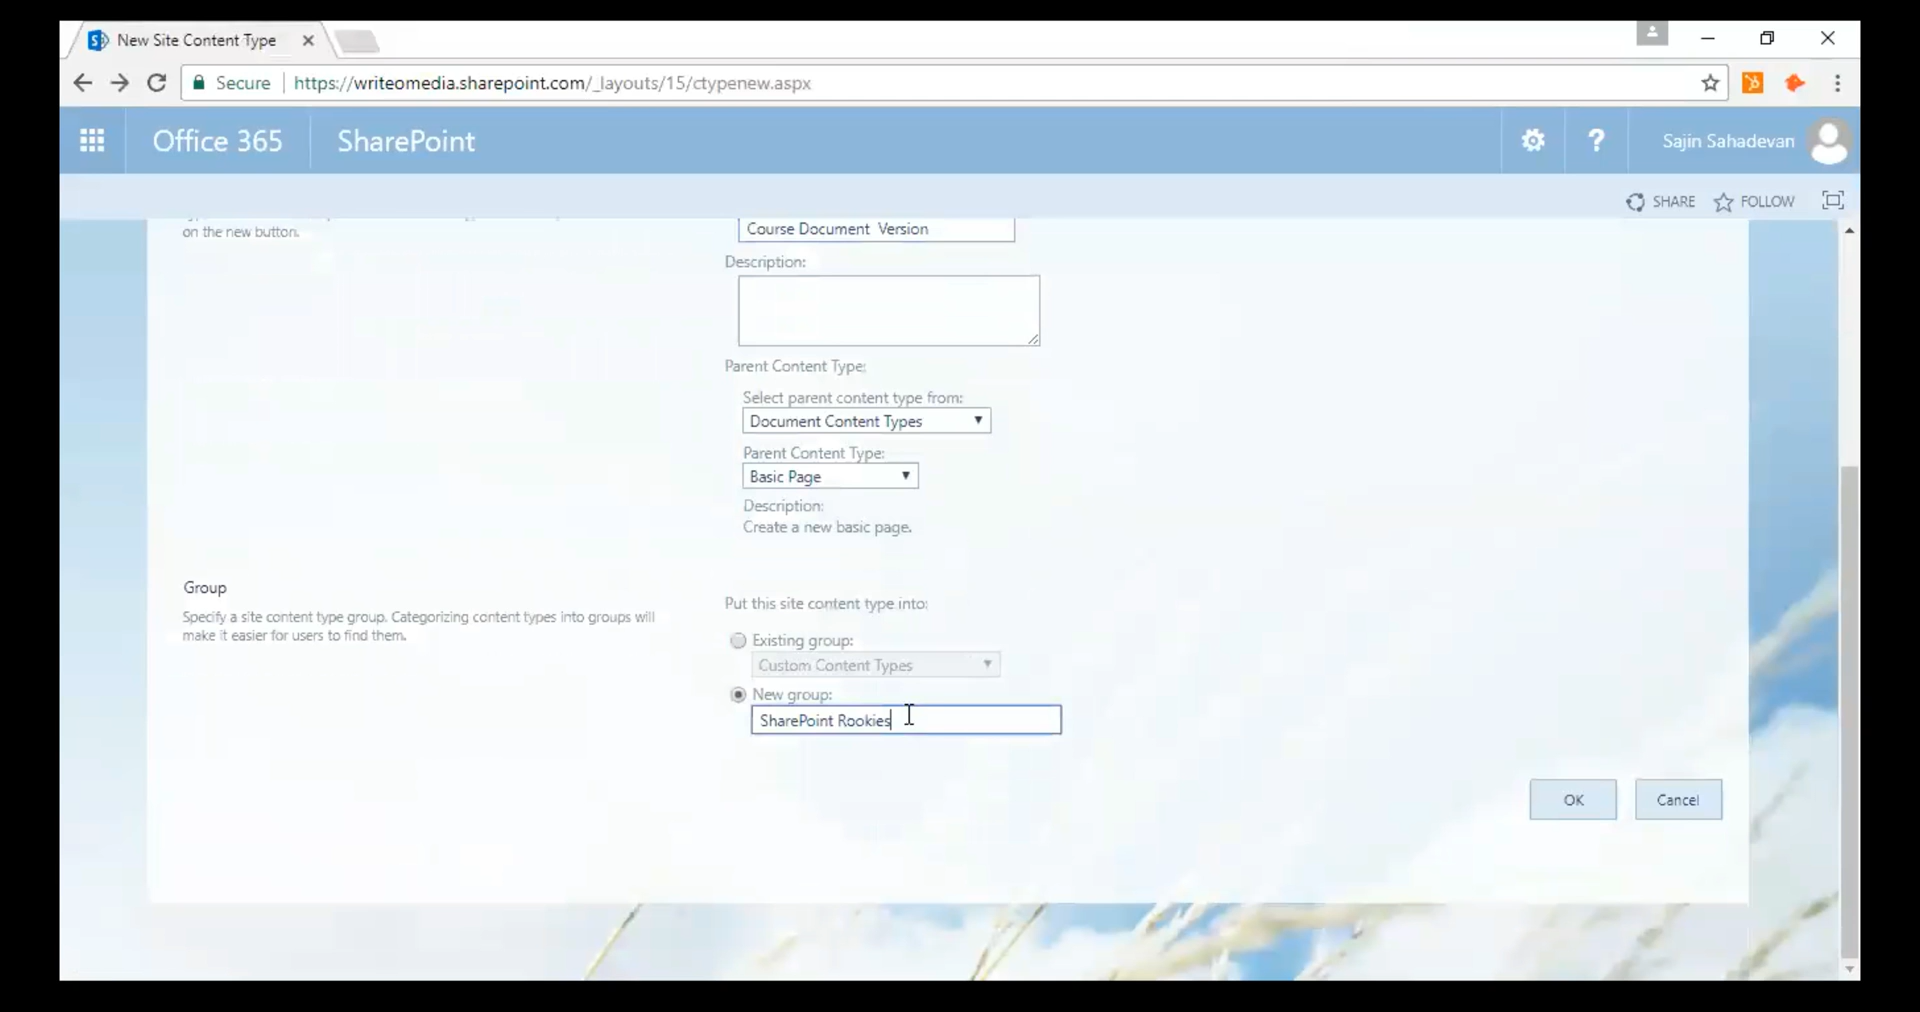 New Site Content Type
Secure https://writeomedia.sharepoint.com/_layouts/15/ctypenew.aspx
Office 365 SharePoint Sajin Sahadevan
SHARE FOLLOW
on the new button.
Course Document  Version
Description:
Parent Content Type:
Select parent content type from:
Document Content Types
Parent Content Type:
Basic Page
Description:
Create a new basic page.
Group
Specify a site content type group. Categorizing content types into groups will
make it easier for users to find them.
Put this site content type into:
Existing group:
Custom Content Types
New group:
SharePoint Rookies
OK Cancel